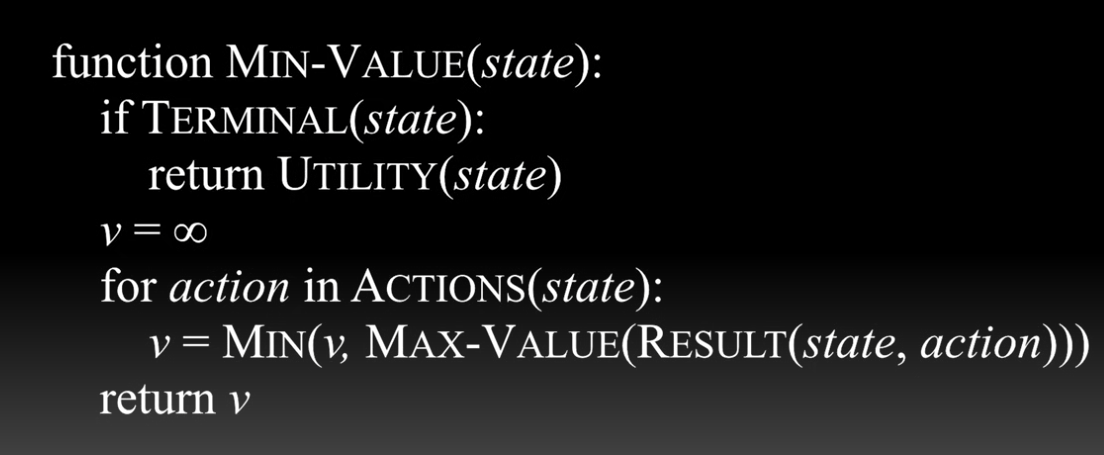 function MIN-VALUE(state):
if TERMINAL(state):
return UTILITY(state)
v = ∞
for action in ACTIONS(state):
v = MIN(v, MAX-VALUE(RESULT(state, action)))
return v